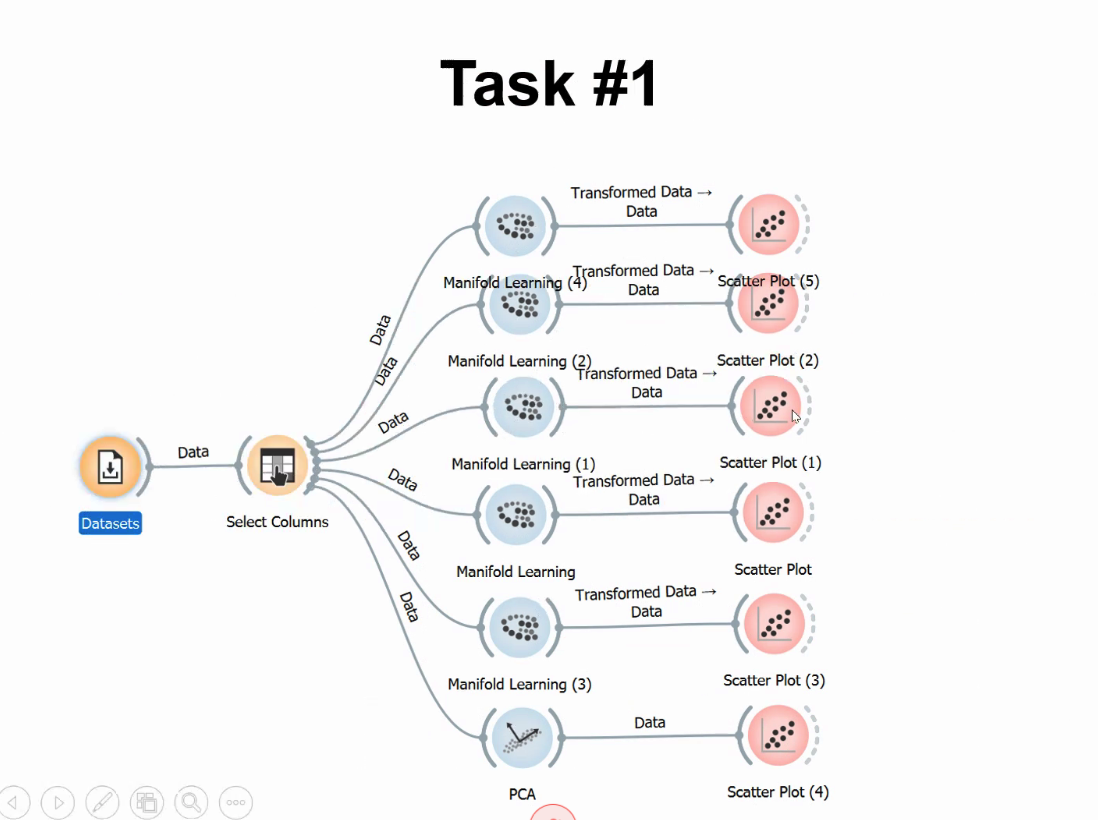 Task #1
Transformed Data →
Data
Manifold Learning (4)
Scatter Plot (5)
Transformed Data →
Data
Manifold Learning (2)
Scatter Plot (2)
Transformed Data →
Data
Manifold Learning (1)
Scatter Plot (1)
Transformed Data →
Data
Manifold Learning
Scatter Plot
Transformed Data →
Data
Manifold Learning (3)
Scatter Plot (3)
Data
PCA
Scatter Plot (4)
Data
Data
Data
Data
Data
Data
Data
Datasets
Select Columns